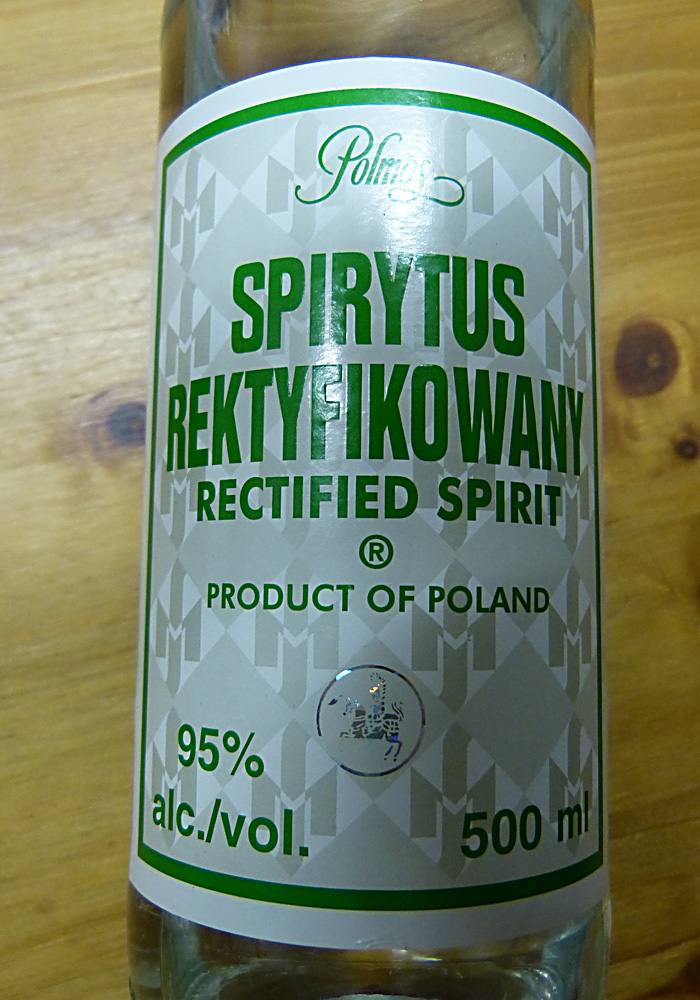 Polmos
SPIRYTUS
REKTYFIKOWANY
RECTIFIED SPIRIT
®
PRODUCT OF POLAND
95%
alc./vol.
500 ml